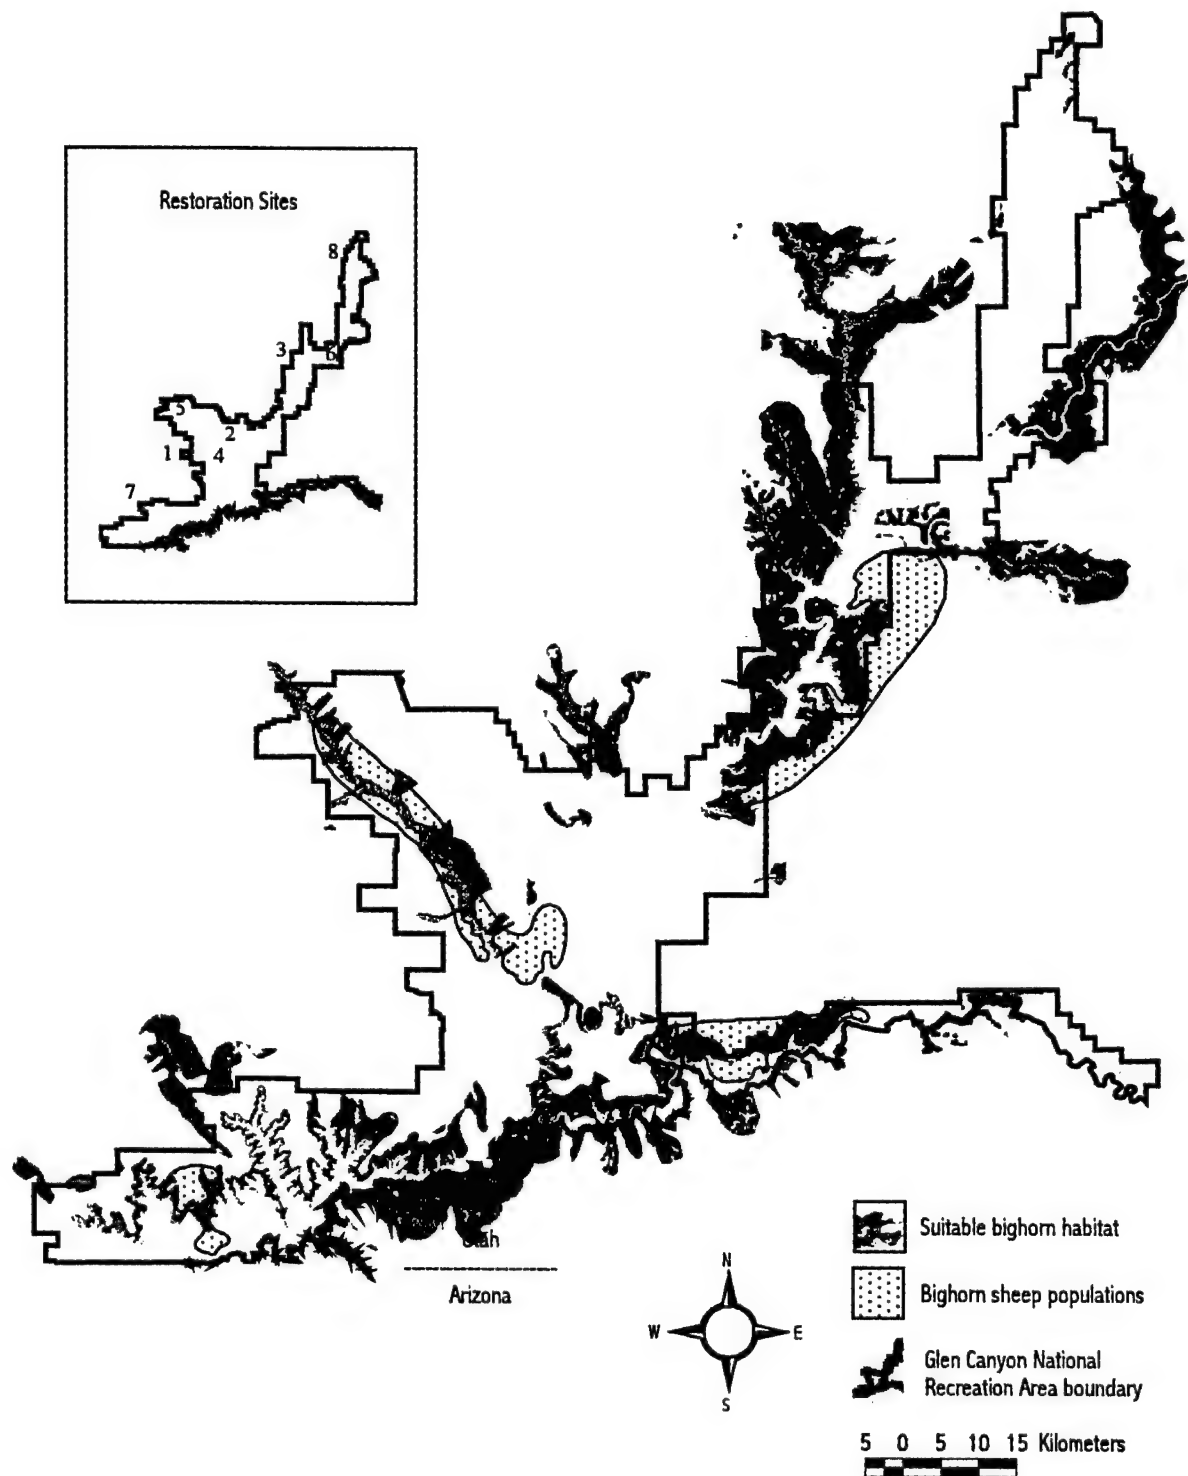 Restoration Sites
8
3
6
5
2
1
4
7
Utah
Arizona
N
W E
S
Suitable bighorn habitat
Bighorn sheep populations
Glen Canyon National
Recreation Area boundary
5 0 5 10 15 Kilometers